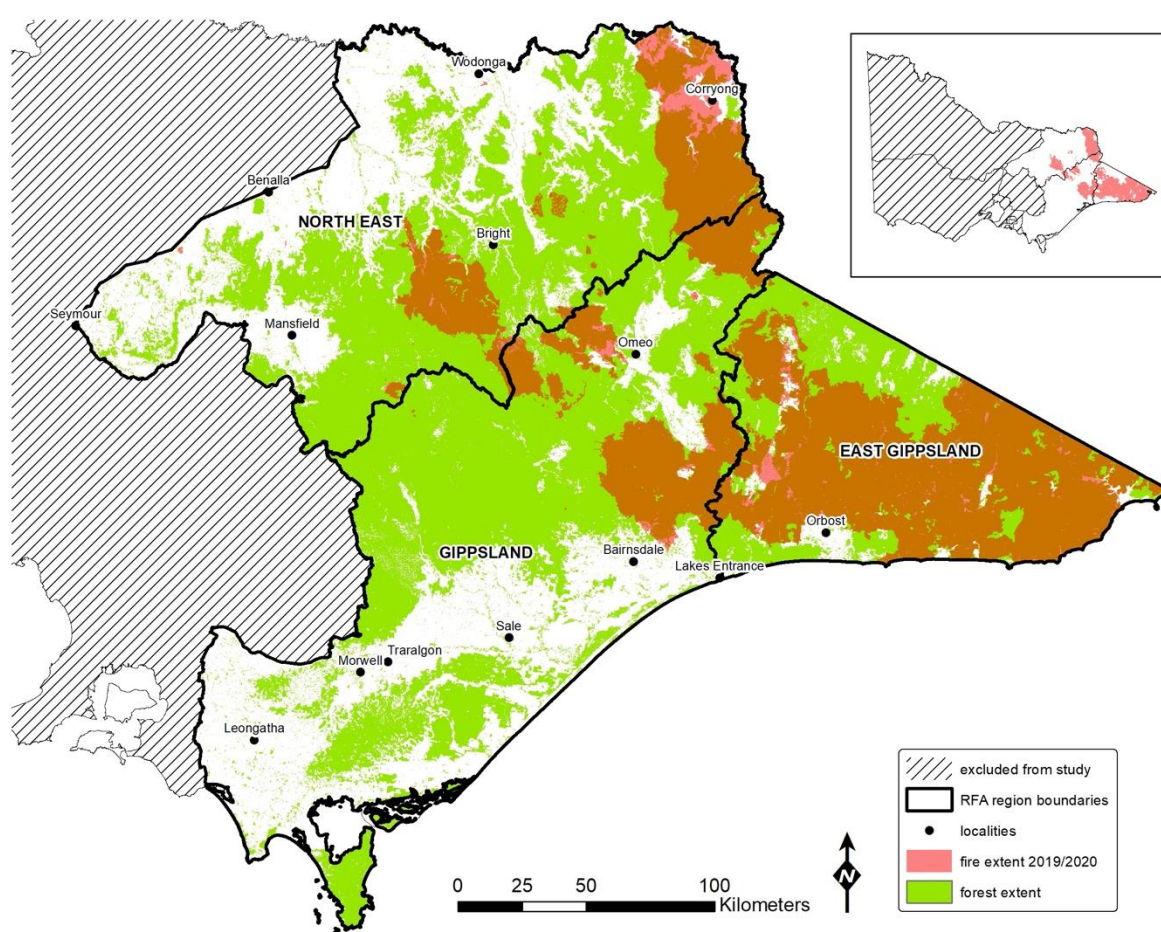 Wodonga
Corryong
Benalla
NORTH EAST
Bright
Seymour
Mansfield
Omeo
EAST GIPPSLAND
Orbost
GIPPSLAND
Bairnsdale
Lakes Entrance
Sale
Traralgon
Morwell
Leongatha
excluded from study
RFA region boundaries
localities
fire extent 2019/2020
forest extent
N
0 25 50 100
Kilometers